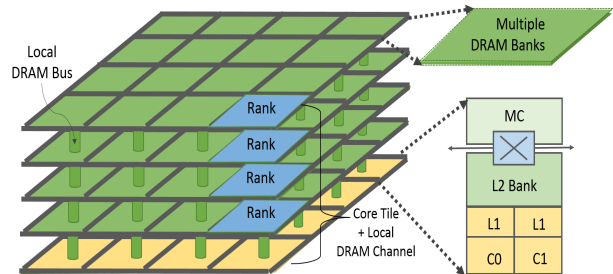 Local
DRAM Bus
Rank
Rank
Rank
Rank
Core Tile
+ Local
DRAM Channel
Multiple
DRAM Banks
MC
L2 Bank
L1 L1
C0 C1